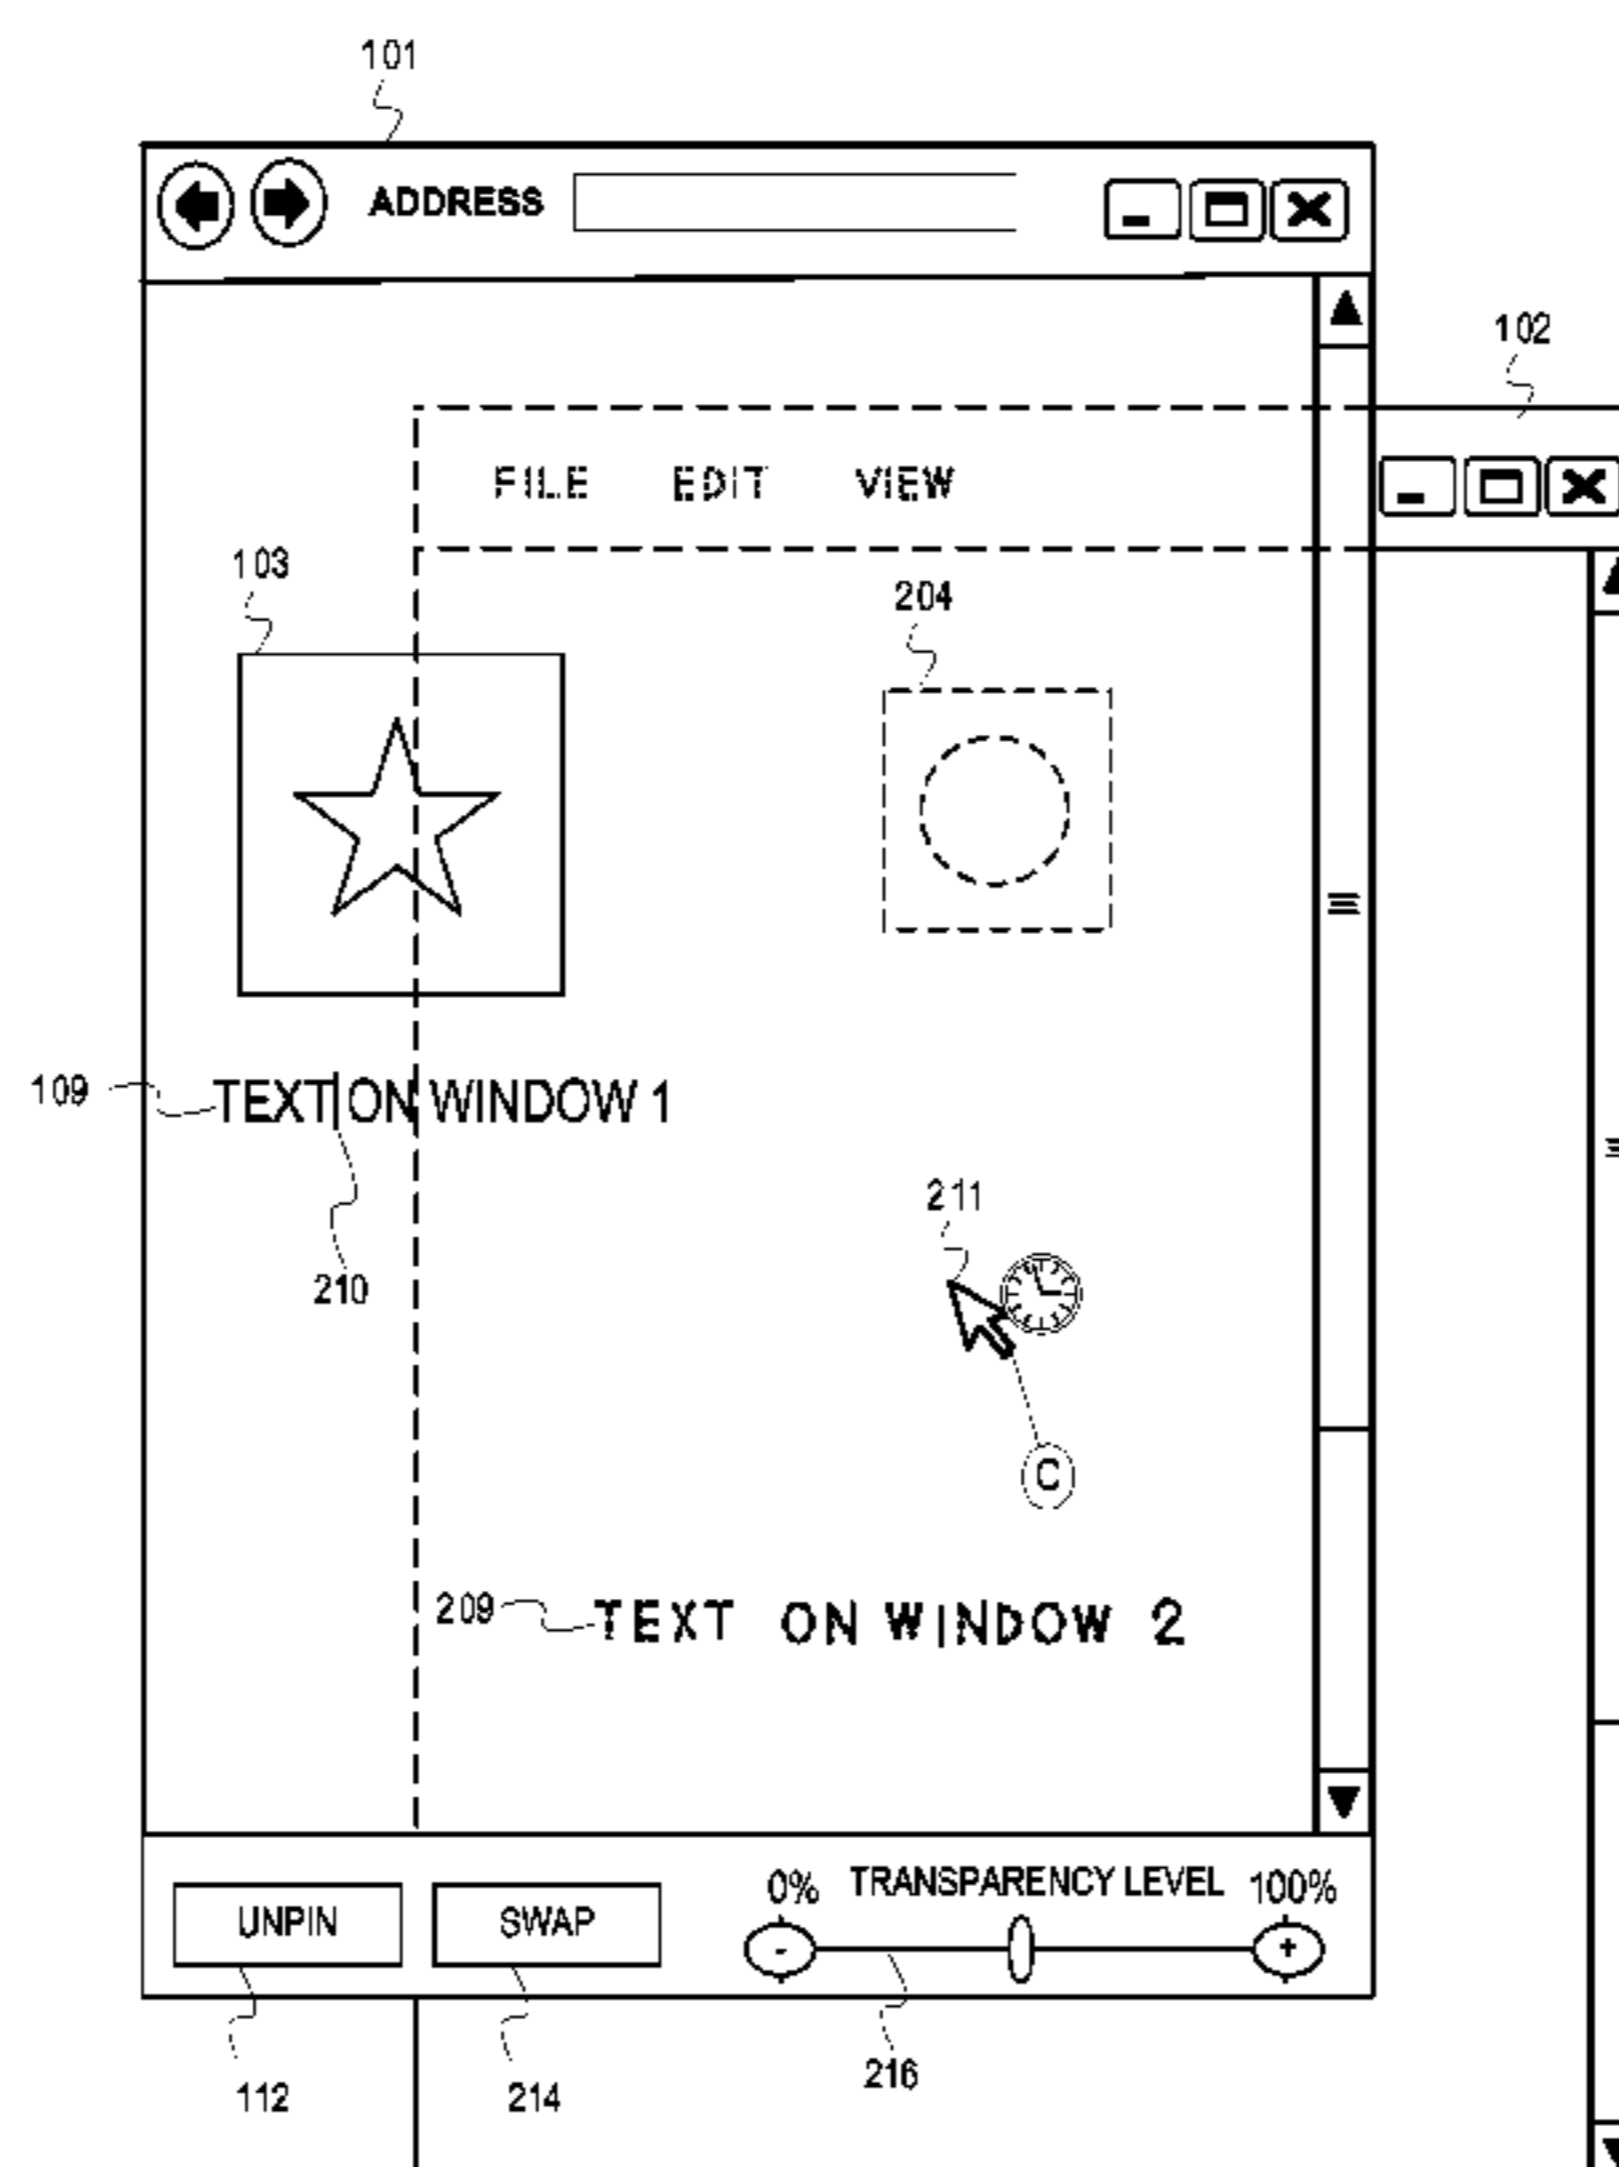 101
ADDRESS
102
FILE EDIT VIEW
103
204
109 TEXT ON WINDOW 1
211
210
C
209 TEXT ON WINDOW 2
0% TRANSPARENCY LEVEL 100%
UNPIN SWAP - +
216
112 214